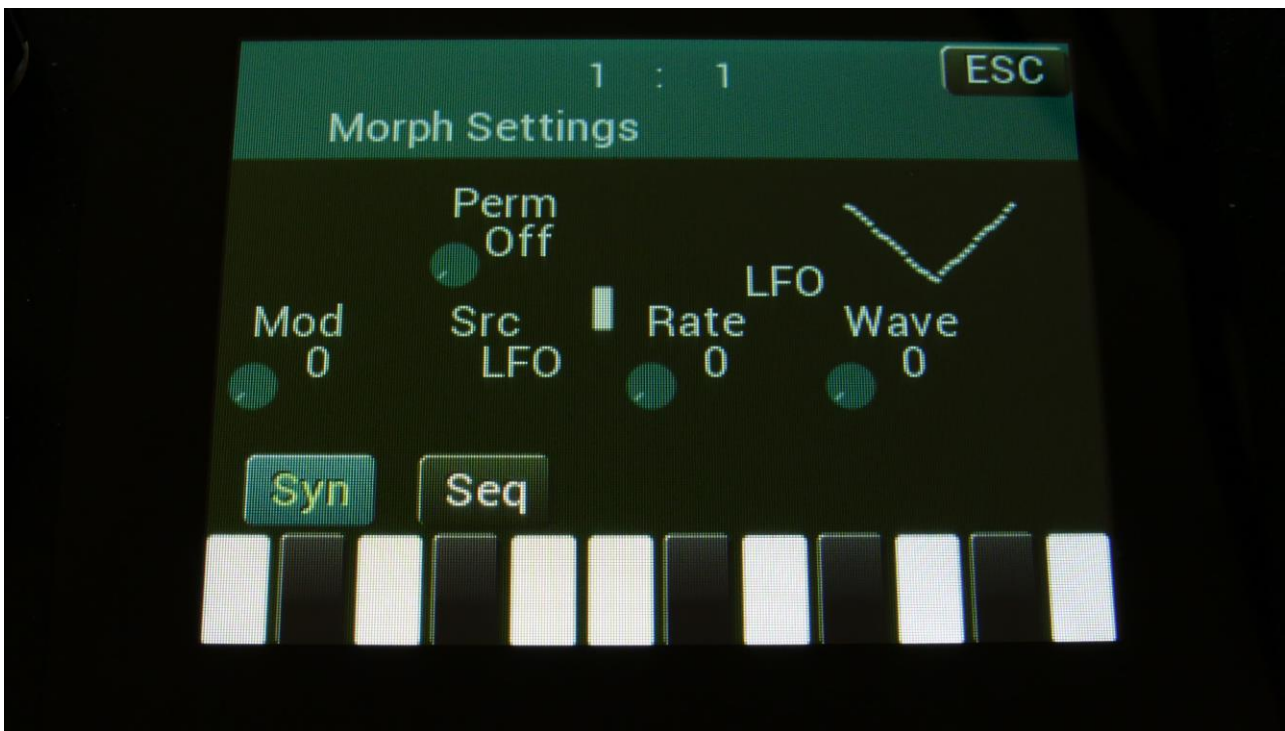 1 : 1
ESC
Morph Settings
Perm
Off
LFO
Mod Src Rate Wave
0 LFO 0 0
Syn Seq